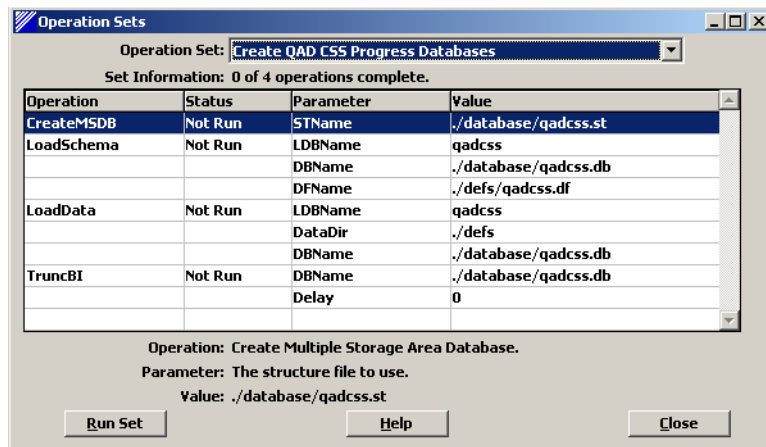 Operation Sets
Operation Set: Create QAD CSS Progress Databases
Set Information: 0 of 4 operations complete.
Operation Status Parameter Value
CreateMSDB Not Run STName ./database/qadcss.st
LoadSchema Not Run LDBName qadcss
DBName ./database/qadcss.db
DFName ./defs/qadcss.df
LoadData Not Run LDBName qadcss
DataDir ./defs
DBName ./database/qadcss.db
TruncBI Not Run DBName ./database/qadcss.db
Delay 0
Operation: Create Multiple Storage Area Database.
Parameter: The structure file to use.
Value: ./database/qadcss.st
Run Set Help Close